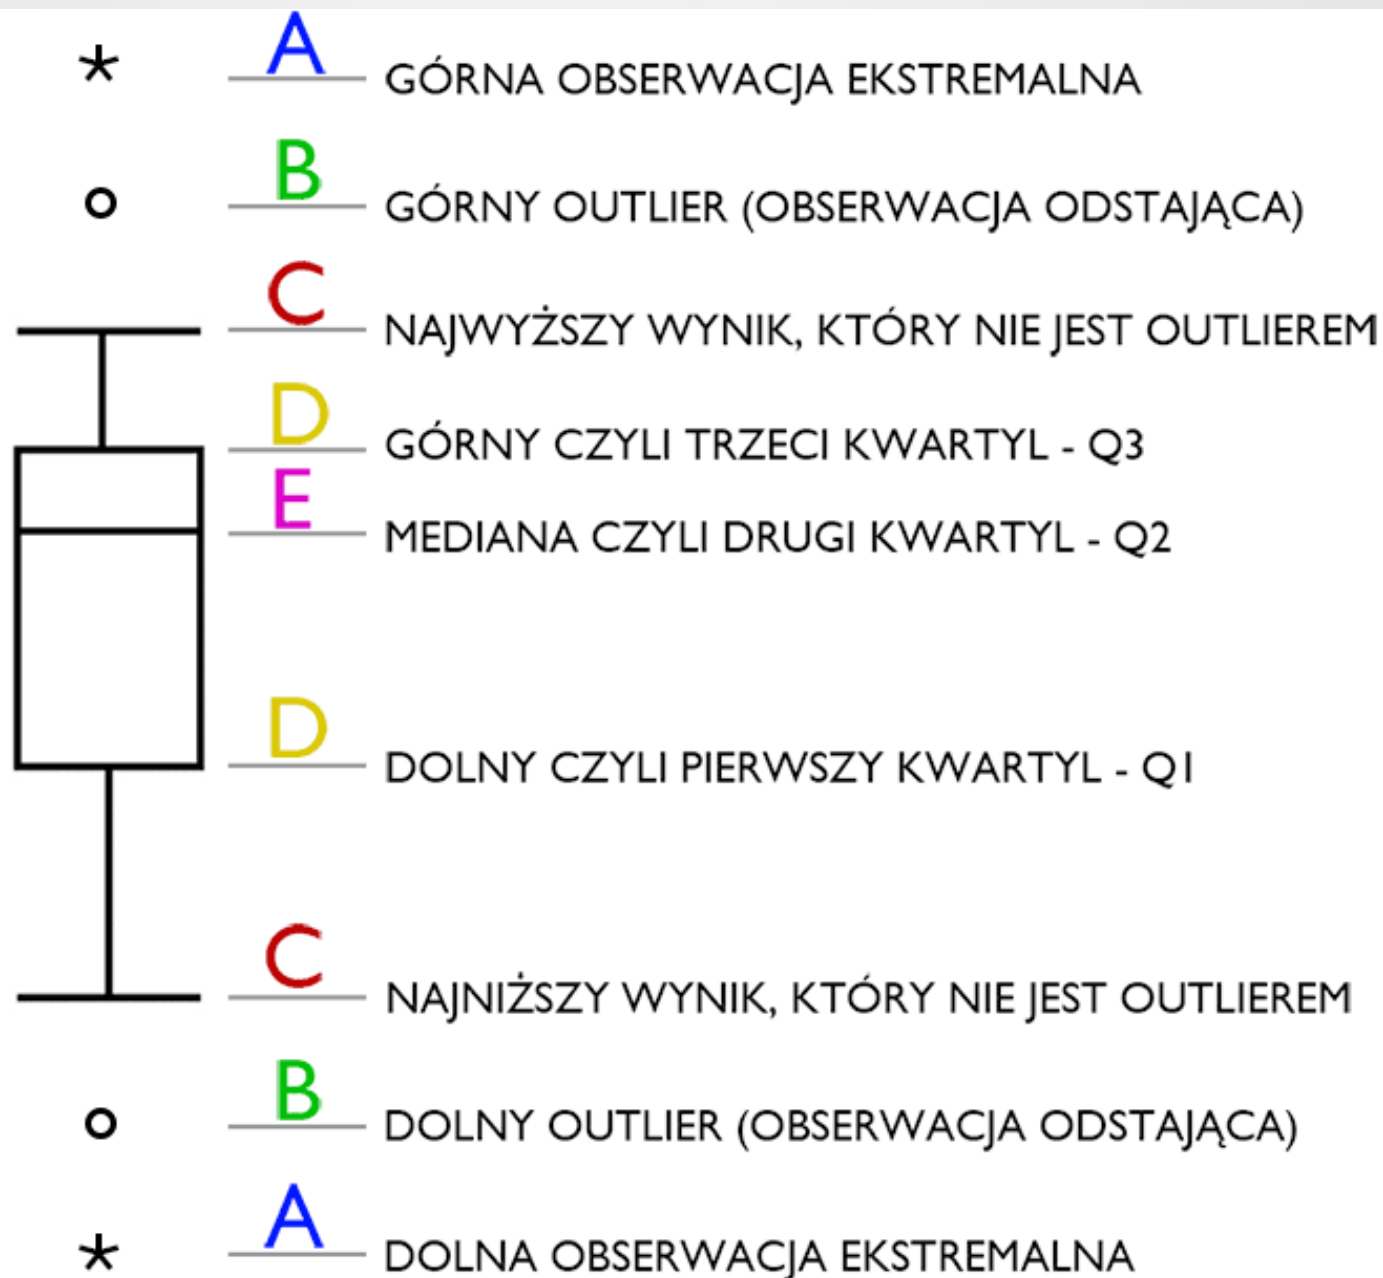 A GÓRNA OBSERWACJA EKSTREMALNA
B GÓRNY OUTLIER (OBSERWACJA ODSTAJĄCA)
C NAJWYŻSZY WYNIK, KTÓRY NIE JEST OUTLIEREM
D GÓRNY CZYLI TRZECI KWARTYL - Q3
E MEDIANA CZYLI DRUGI KWARTYL - Q2
D DOLNY CZYLI PIERWSZY KWARTYL - Q1
C NAJNIŻSZY WYNIK, KTÓRY NIE JEST OUTLIEREM
B DOLNY OUTLIER (OBSERWACJA ODSTAJĄCA)
A DOLNA OBSERWACJA EKSTREMALNA